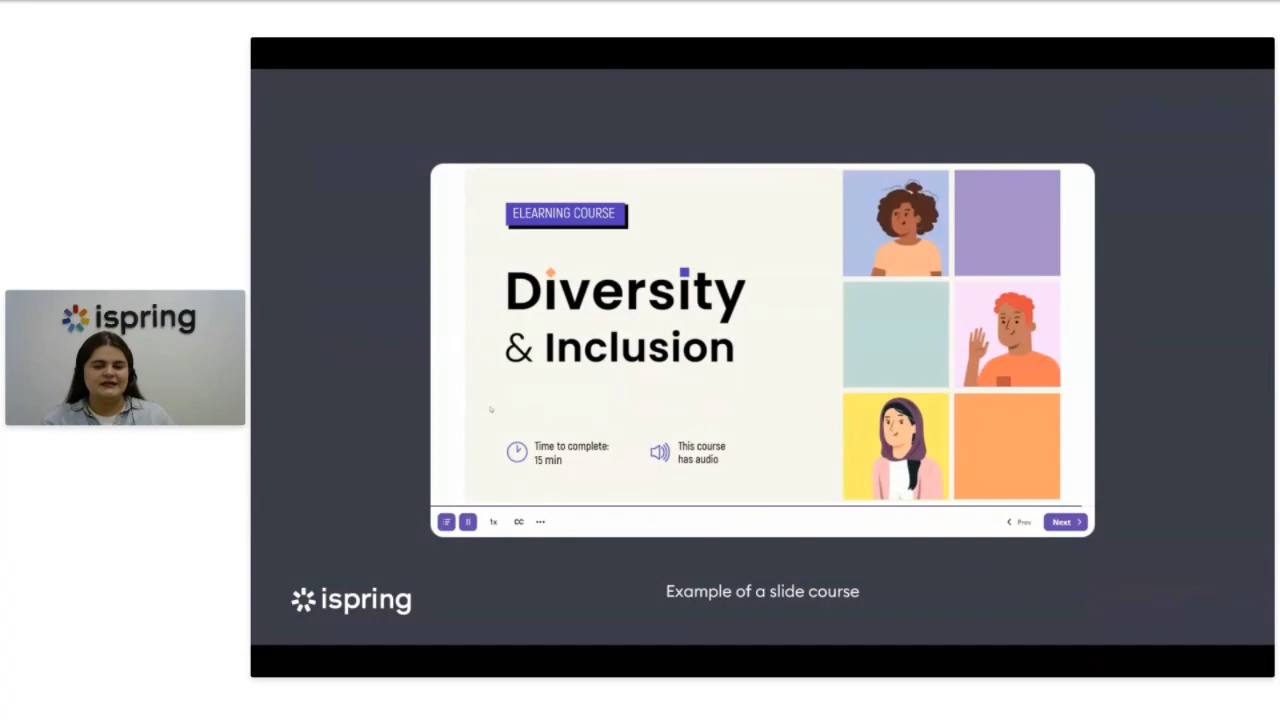 ispring
ELEARNING COURSE
Diversity
& Inclusion
Time to complete:
15 min
This course
has audio
1x
CC
Prev
Next
ispring
Example of a slide course